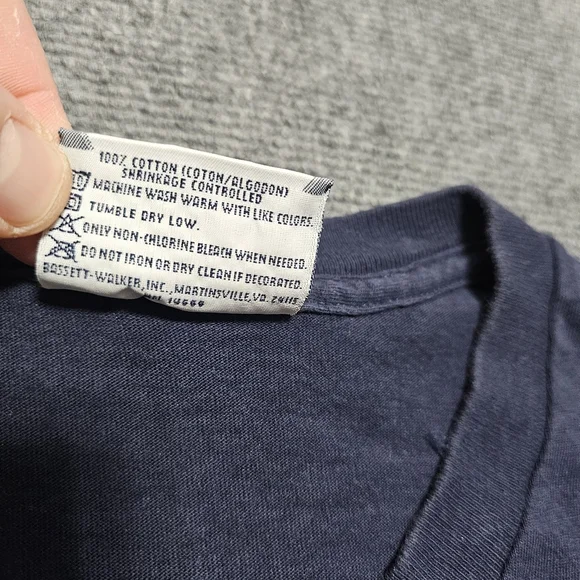 100% COTTON (COTON/ALGODON)
SHRINKAGE CONTROLLED
MACHINE WASH WARM WITH LIKE COLORS.
TUMBLE DRY LOW.
ONLY NON-CHLORINE BLEACH WHEN NEEDED.
DO NOT IRON OR DRY CLEAN IF DECORATED.
BASSETT-WALKER, INC., MARTINSVILLE, VA. 24115